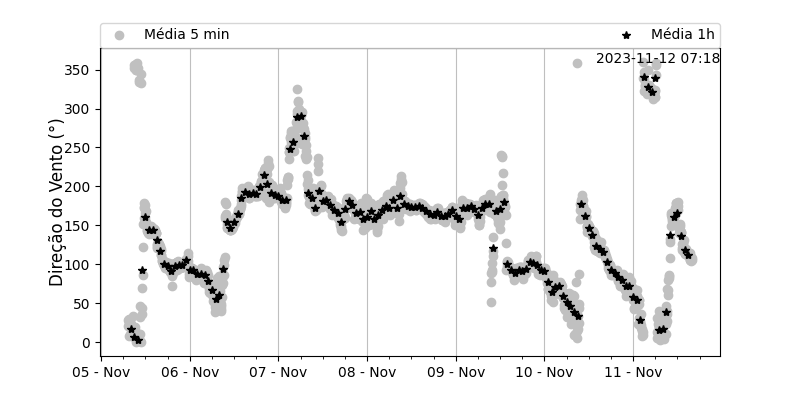 Média 5 min
Média 1h
2023-11-12 07:18
Direção do Vento (°)
350
300
250
200
150
100
50
0
05 - Nov
06 - Nov
07 - Nov
08 - Nov
09 - Nov
10 - Nov
11 - Nov